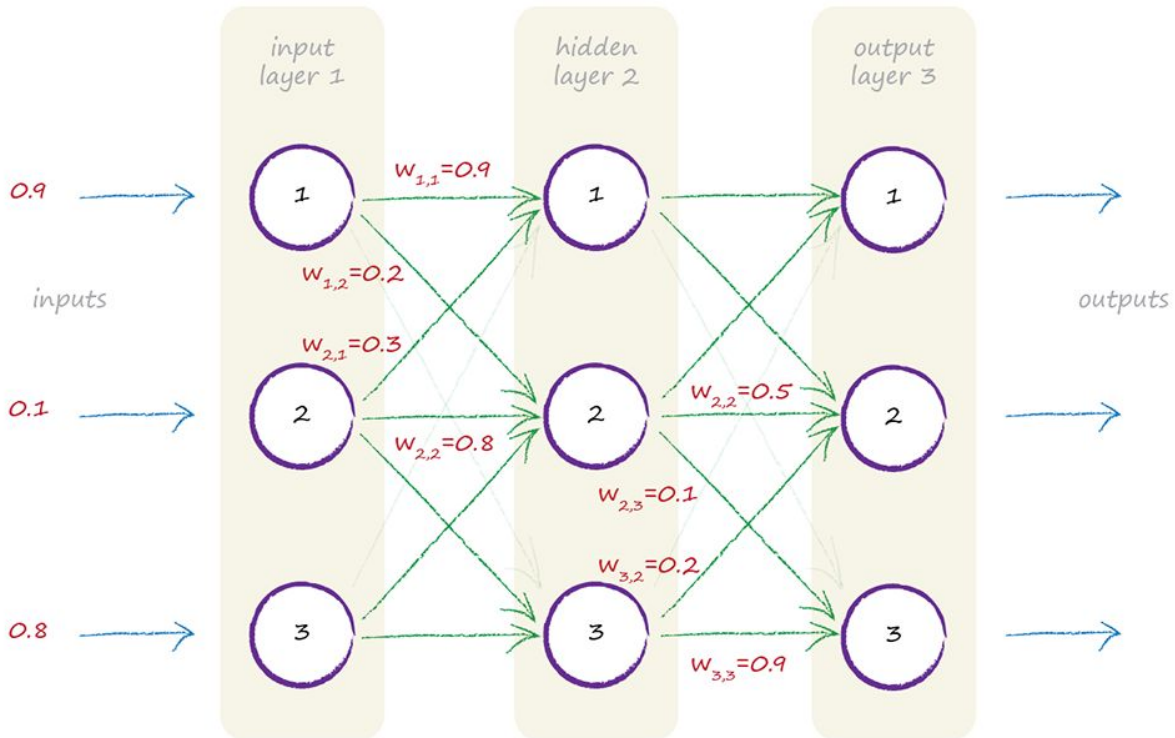 input
layer 1
hidden
layer 2
output
layer 3
0.9
1
w1,1=0.9
1
1
w1,2=0.2
inputs
outputs
w2,1=0.3
0.1
2
w2,2=0.8
2
w2,2=0.5
2
w2,3=0.1
w3,2=0.2
0.8
3
3
w3,3=0.9
3